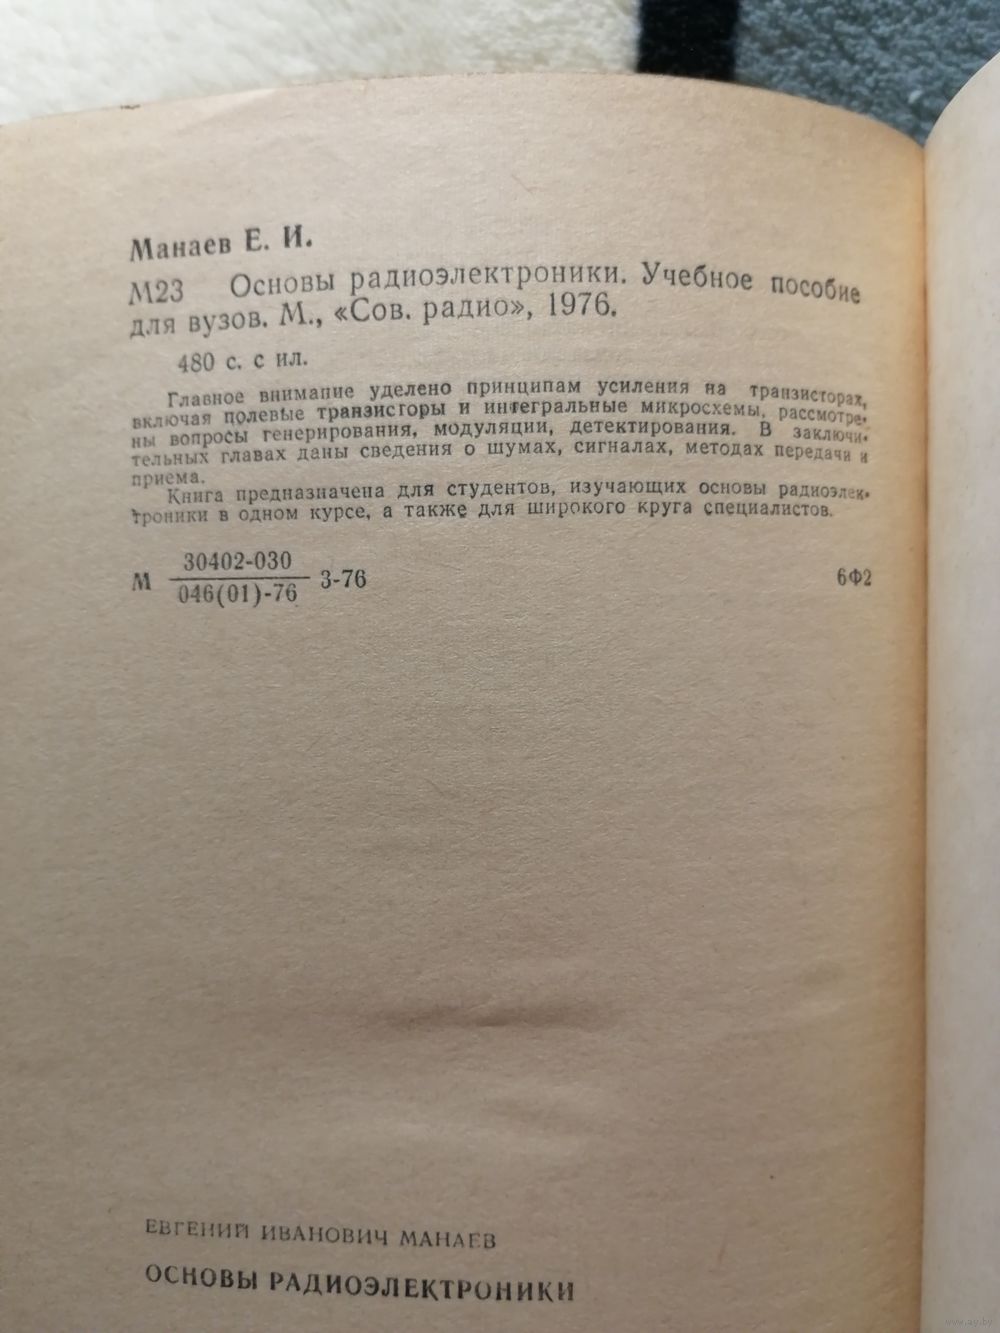 Манаев Е. И.
М23 Основы радиоэлектроники. Учебное пособие
для вузов. М., «Сов. радио», 1976.
480 с. с ил.
Главное внимание уделено принципам усиления на транзисторах,
включая полевые транзисторы и интегральные микросхемы, рассмотре-
ны вопросы генерирования, модуляции, детектирования. В заключи-
тельных главах даны сведения о шумах, сигналах, методах передачи и
приема.
Книга предназначена для студентов, изучающих основы радиоэлек-
троники в одном курсе, а также для широкого круга специалистов.
М 30402-030
046(01)-76 3-76 6Ф2
ЕВГЕНИЙ ИВАНОВИЧ МАНАЕВ
ОСНОВЫ РАДИОЭЛЕКТРОНИКИ
www.ay.by